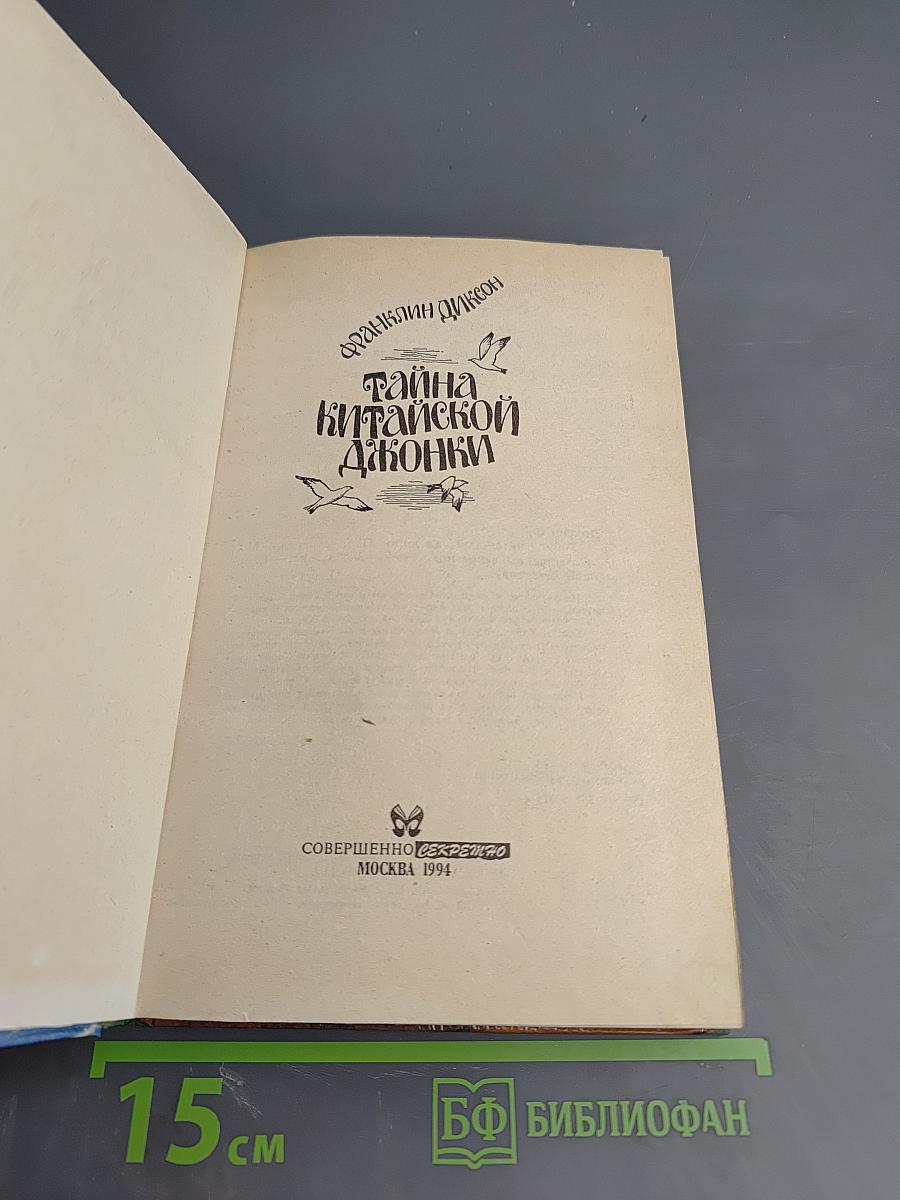 Франклин Диксон
Тайна
китайской
джонки
СОВЕРШЕННО СЕКРЕТНО
МОСКВА 1994
15 см
БФ БИБЛИОФАН